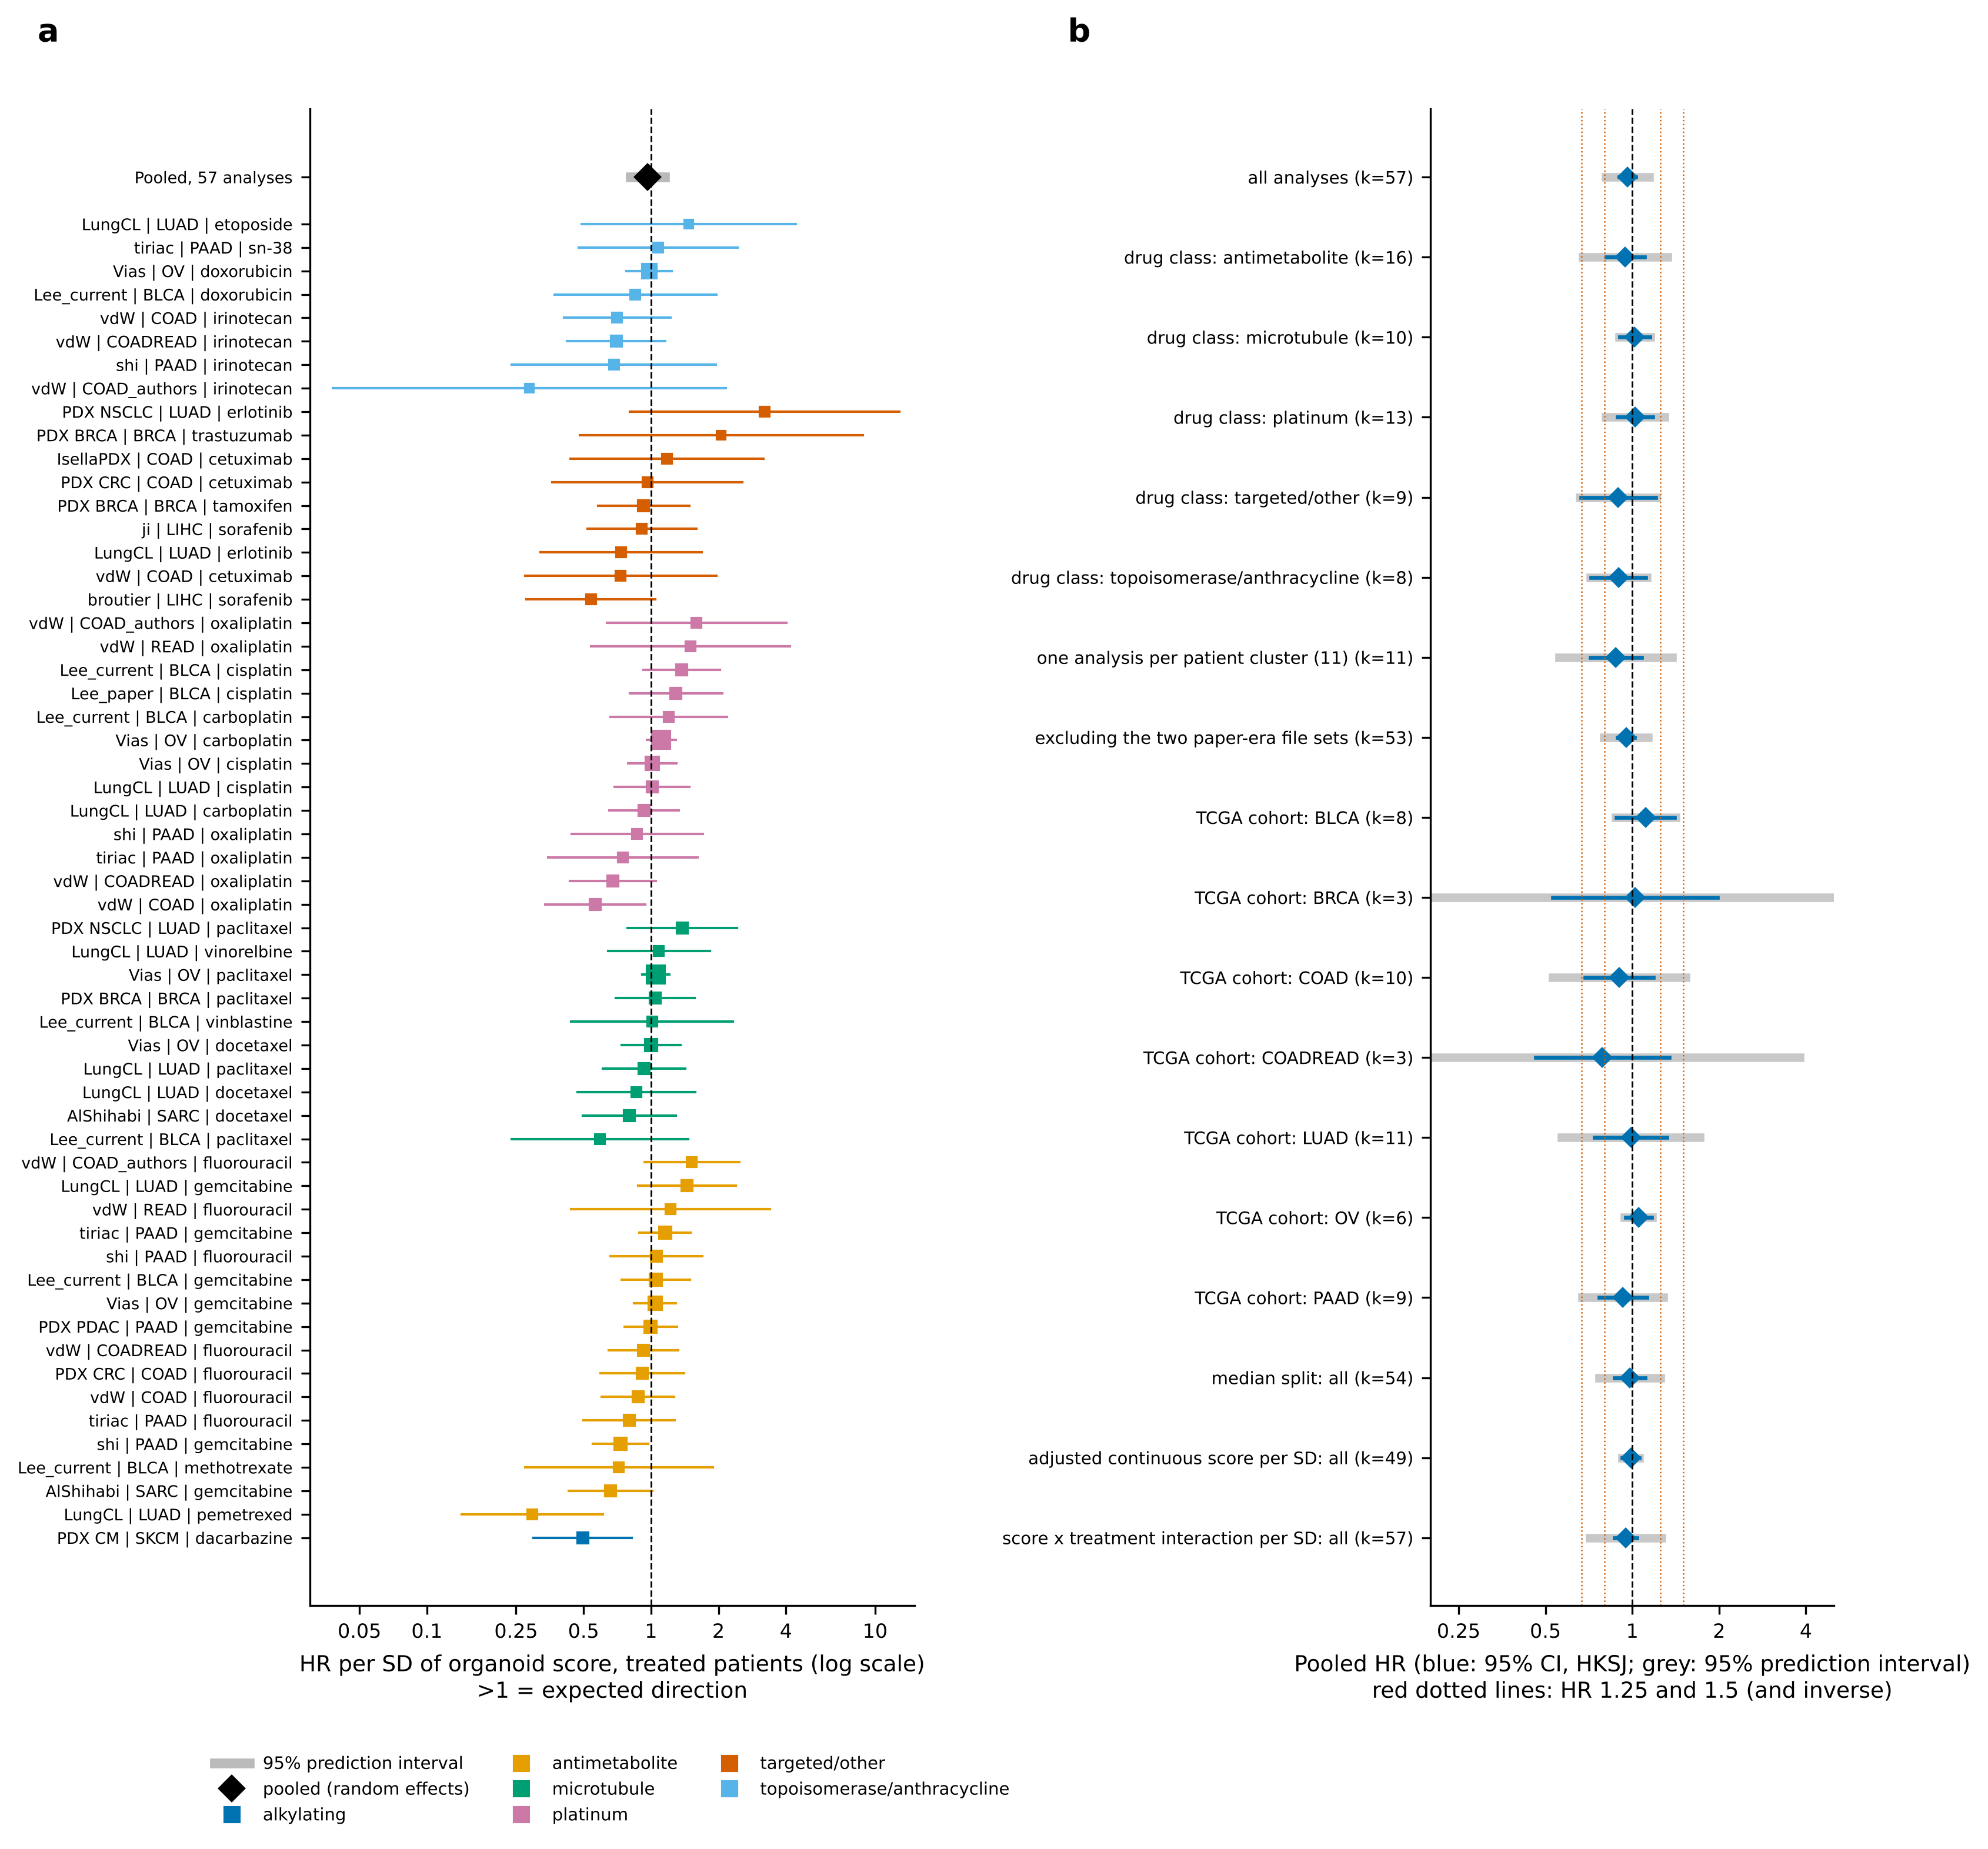 a
Pooled, 57 analyses
LungCL | LUAD | etoposide
tiriac | PAAD | sn-38
Vias | OV | doxorubicin
Lee_current | BLCA | doxorubicin
vdW | COAD | irinotecan
vdW | COADREAD | irinotecan
shi | PAAD | irinotecan
vdW | COAD_authors | irinotecan
PDX NSCLC | LUAD | erlotinib
PDX BRCA | BRCA | trastuzumab
IsellaPDX | COAD | cetuximab
PDX CRC | COAD | cetuximab
PDX BRCA | BRCA | tamoxifen
ji | LIHC | sorafenib
LungCL | LUAD | erlotinib
vdW | COAD | cetuximab
broutier | LIHC | sorafenib
vdW | COAD_authors | oxaliplatin
vdW | READ | oxaliplatin
Lee_current | BLCA | cisplatin
Lee_paper | BLCA | cisplatin
Lee_current | BLCA | carboplatin
Vias | OV | carboplatin
Vias | OV | cisplatin
LungCL | LUAD | cisplatin
LungCL | LUAD | carboplatin
shi | PAAD | oxaliplatin
tiriac | PAAD | oxaliplatin
vdW | COADREAD | oxaliplatin
vdW | COAD | oxaliplatin
PDX NSCLC | LUAD | paclitaxel
LungCL | LUAD | vinorelbine
Vias | OV | paclitaxel
PDX BRCA | BRCA | paclitaxel
Lee_current | BLCA | vinblastine
Vias | OV | docetaxel
LungCL | LUAD | paclitaxel
LungCL | LUAD | docetaxel
AlShihabi | SARC | docetaxel
Lee_current | BLCA | paclitaxel
vdW | COAD_authors | fluorouracil
LungCL | LUAD | gemcitabine
vdW | READ | fluorouracil
tiriac | PAAD | gemcitabine
shi | PAAD | fluorouracil
Lee_current | BLCA | gemcitabine
Vias | OV | gemcitabine
PDX PDAC | PAAD | gemcitabine
vdW | COADREAD | fluorouracil
PDX CRC | COAD | fluorouracil
vdW | COAD | fluorouracil
tiriac | PAAD | fluorouracil
shi | PAAD | gemcitabine
Lee_current | BLCA | methotrexate
AlShihabi | SARC | gemcitabine
LungCL | LUAD | pemetrexed
PDX CM | SKCM | dacarbazine
0.05 0.1 0.25 0.5 1 2 4 10
HR per SD of organoid score, treated patients (log scale)
>1 = expected direction
b
all analyses (k=57)
drug class: antimetabolite (k=16)
drug class: microtubule (k=10)
drug class: platinum (k=13)
drug class: targeted/other (k=9)
drug class: topoisomerase/anthracycline (k=8)
one analysis per patient cluster (11) (k=11)
excluding the two paper-era file sets (k=53)
TCGA cohort: BLCA (k=8)
TCGA cohort: BRCA (k=3)
TCGA cohort: COAD (k=10)
TCGA cohort: COADREAD (k=3)
TCGA cohort: LUAD (k=11)
TCGA cohort: OV (k=6)
TCGA cohort: PAAD (k=9)
median split: all (k=54)
adjusted continuous score per SD: all (k=49)
score x treatment interaction per SD: all (k=57)
0.25 0.5 1 2 4
Pooled HR (blue: 95% CI, HKSJ; grey: 95% prediction interval)
red dotted lines: HR 1.25 and 1.5 (and inverse)
95% prediction interval
pooled (random effects)
alkylating
antimetabolite
microtubule
platinum
targeted/other
topoisomerase/anthracycline